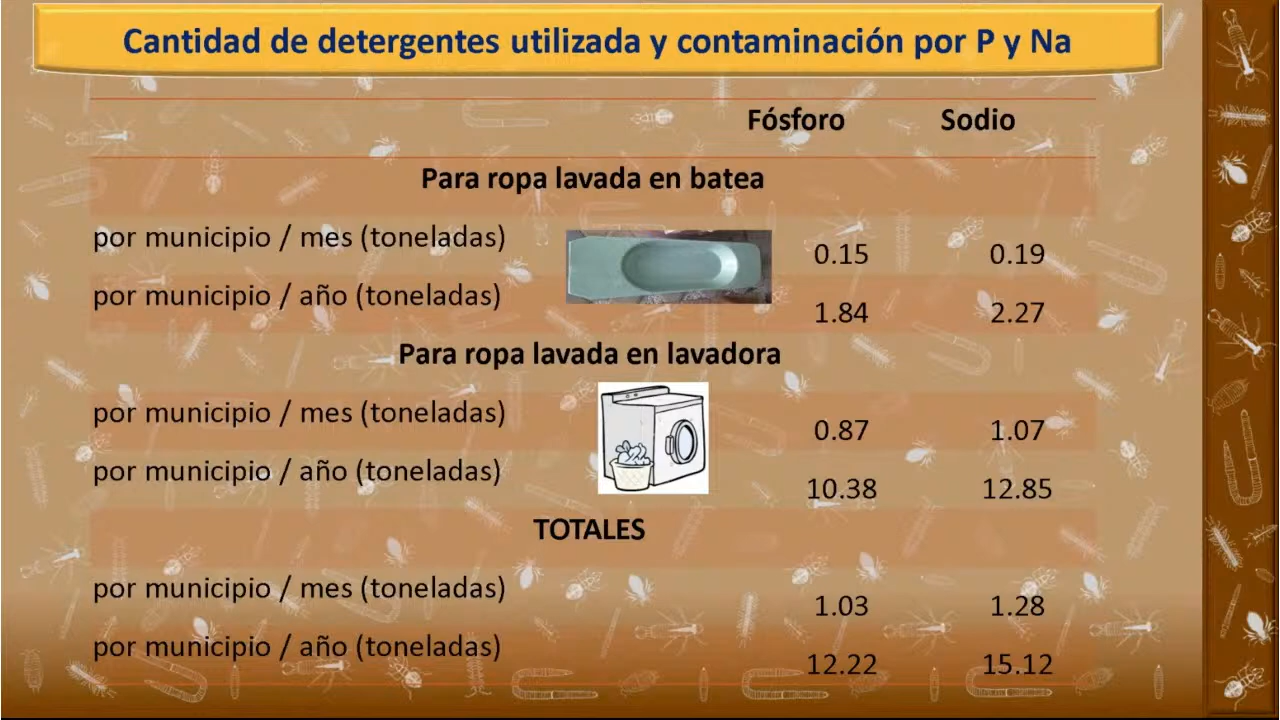 Cantidad de detergentes utilizada y contaminación por P y Na
Fósforo Sodio
Para ropa lavada en batea
por municipio / mes (toneladas) 0.15 0.19
por municipio / año (toneladas) 1.84 2.27
Para ropa lavada en lavadora
por municipio / mes (toneladas) 0.87 1.07
por municipio / año (toneladas) 10.38 12.85
TOTALES
por municipio / mes (toneladas) 1.03 1.28
por municipio / año (toneladas) 12.22 15.12